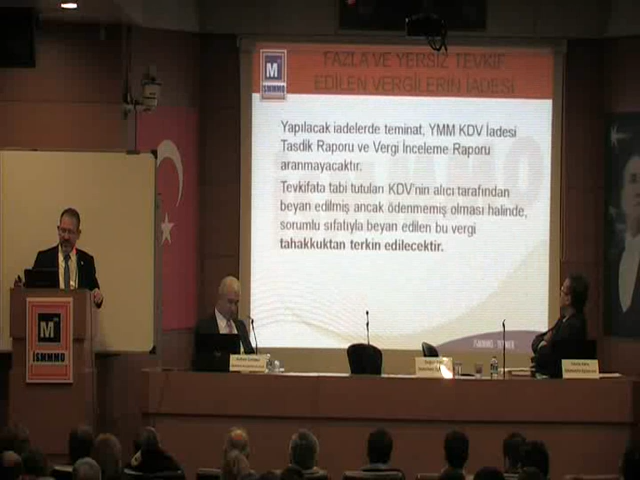 FAZLA VE YERSİZ TEVKİF
EDİLEN VERGİLERİN İADESİ
M
İSMMMO
Yapılacak iadelerde teminat, YMM KDV İadesi
Tasdik Raporu ve Vergi İnceleme Raporu
aranmayacaktır.
Tevkifata tabi tutulan KDV'nin alıcı tarafından
beyan edilmiş ancak ödenmemiş olması halinde,
sorumlu sıfatıyla beyan edilen bu vergi
tahakkuktan terkin edilecektir.
M
İSMMMO